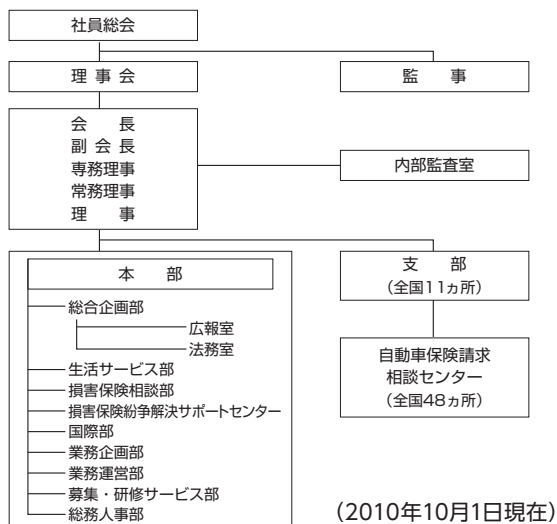 社員総会
理事会
監 事
会 長
副会長
専務理事
常務理事
理 事
内部監査室
本 部
総合企画部
広報室
法務室
生活サービス部
損害保険相談部
損害保険紛争解決サポートセンター
国際部
業務企画部
業務運営部
募集・研修サービス部
総務人事部
支 部
(全国11ヵ所)
自動車保険請求
相談センター
(全国48ヵ所)
(2010年10月1日現在)